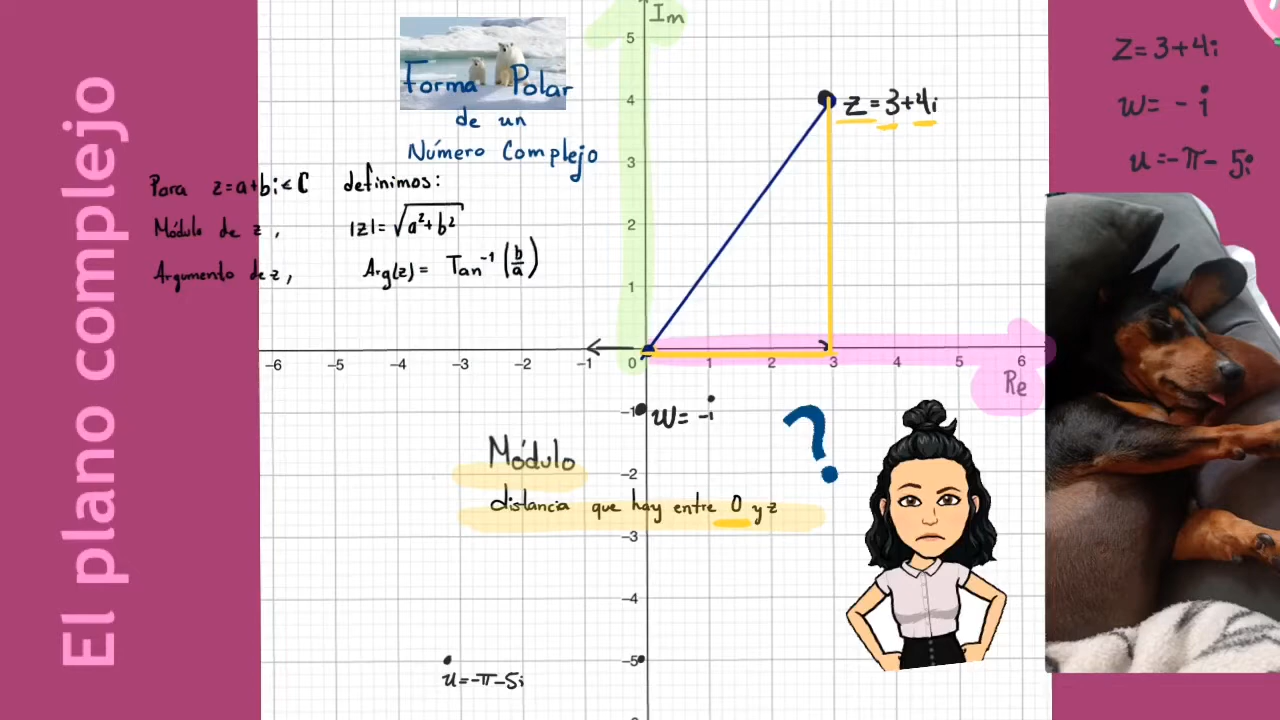 El plano complejo
Forma Polar
de un
Número Complejo
Para z=a+bi ∈ ℂ definimos:
Módulo de z, |z|= √a²+b²
Argumento de z, Arg(z)= Tan⁻¹ (b/a)
Im
5
4
3
2
1
z=3+4i
-6 -5 -4 -3 -2 -1 0 1 2 3 4 5 6
Re
-1
w= -i
Módulo
-2
distancia que hay entre 0 y z
-3
-4
-5
u=-π-5i
?
z=3+4i
w= -i
u=-π-5i